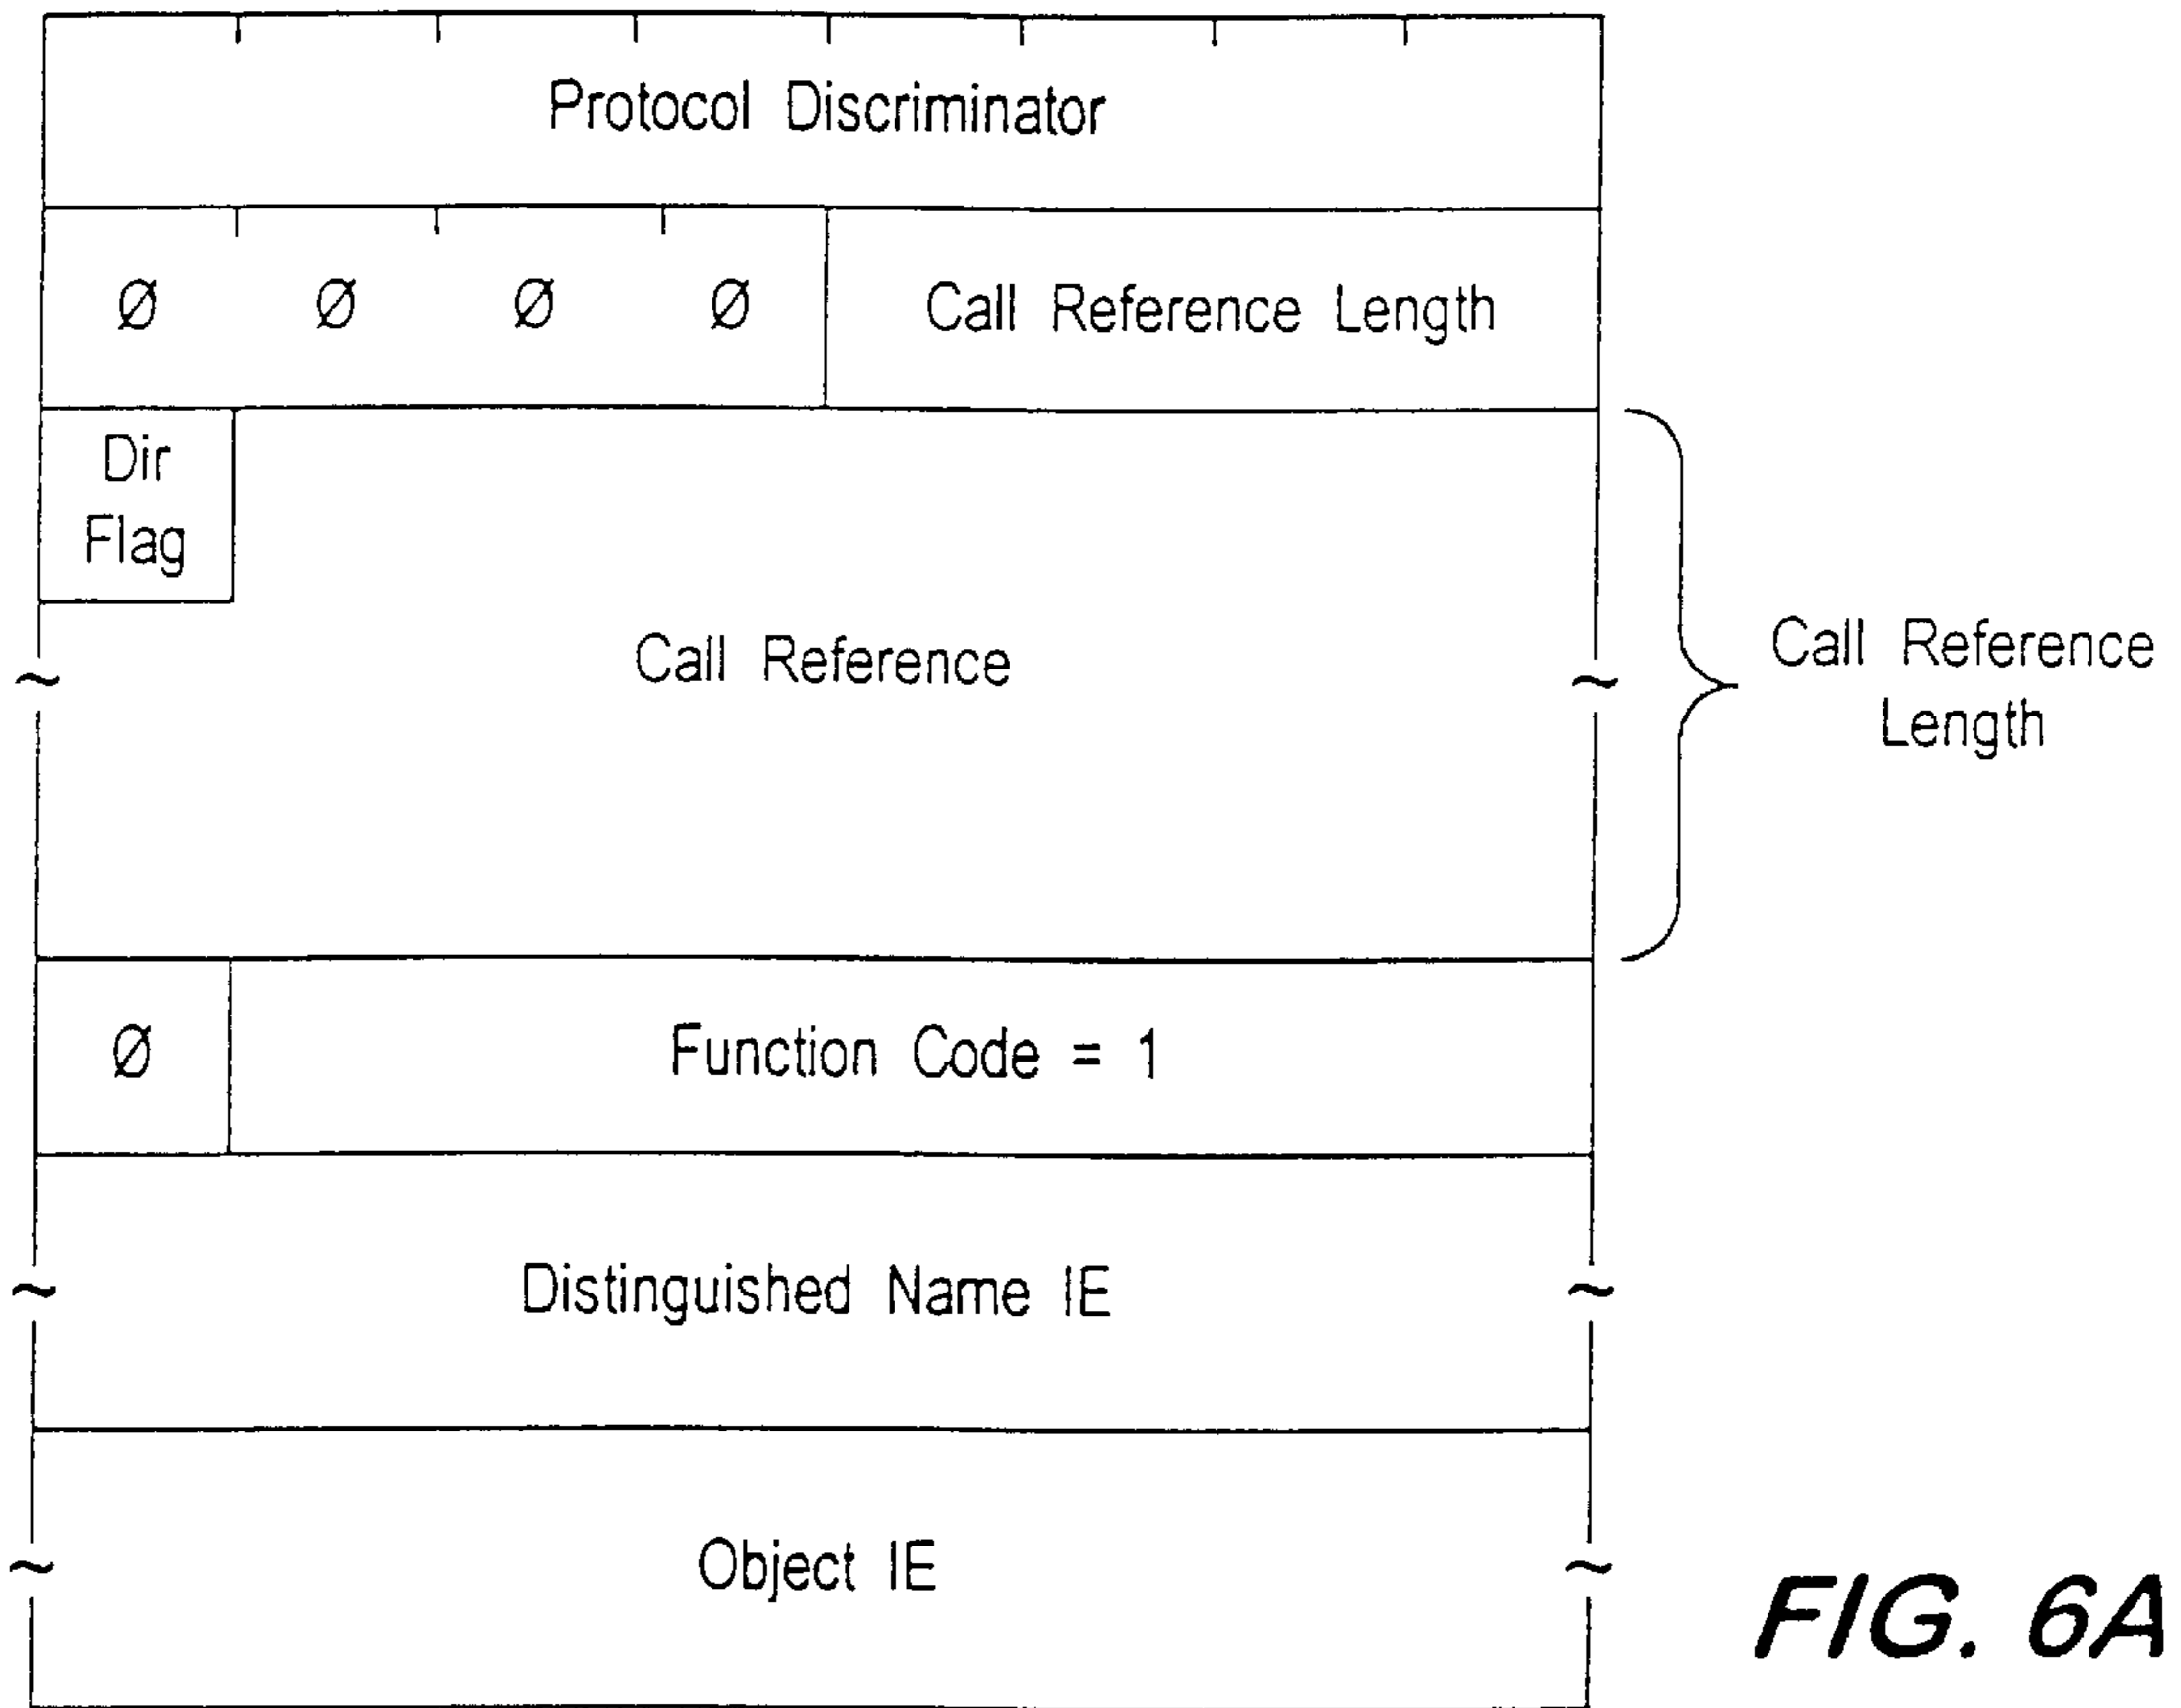 Protocol Discriminator
Ø Ø Ø Ø Call Reference Length
Dir
Flag
Call Reference
Call Reference
Length
Ø Function Code = 1
~ Distinguished Name IE ~
~ Object IE ~
FIG. 6A